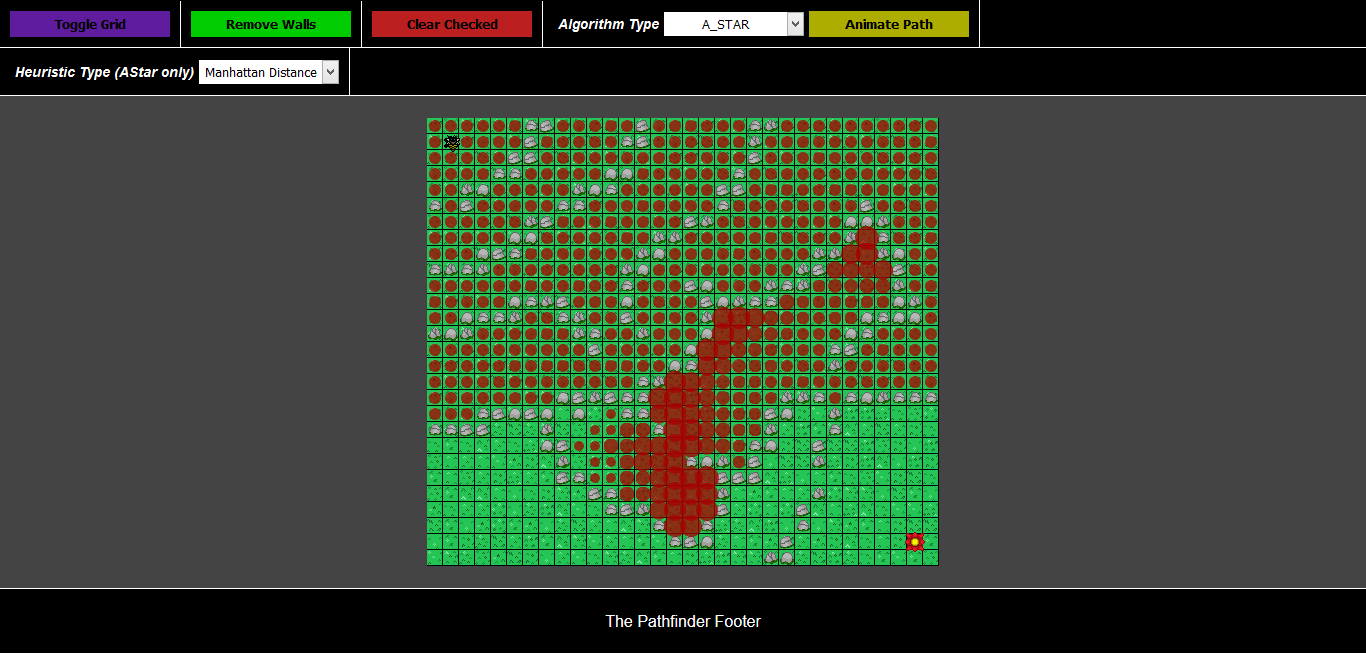 Toggle Grid Remove Walls Clear Checked Algorithm Type A_STAR Animate Path
Heuristic Type (AStar only) Manhattan Distance
The Pathfinder Footer